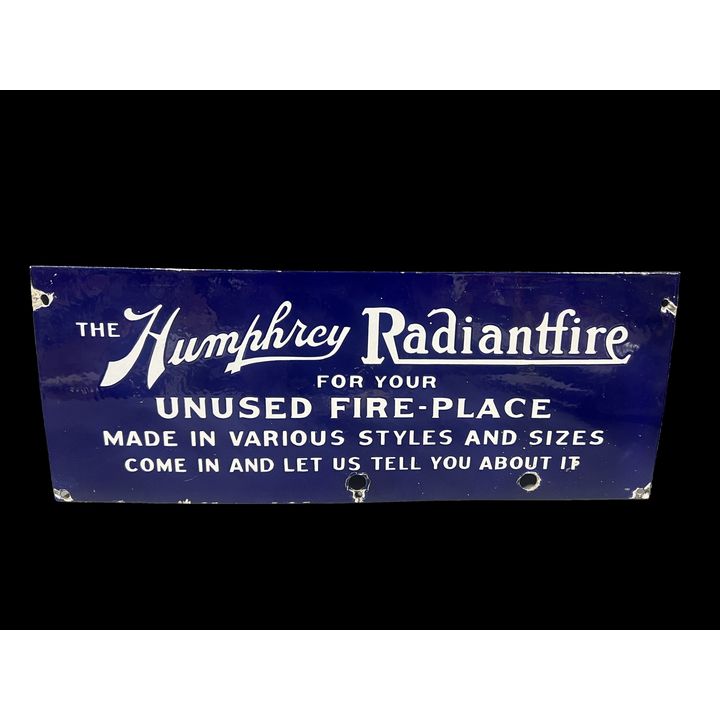 THE Humphrey Radiantfire
FOR YOUR
UNUSED FIRE-PLACE
MADE IN VARIOUS STYLES AND SIZES
COME IN AND LET US TELL YOU ABOUT IT